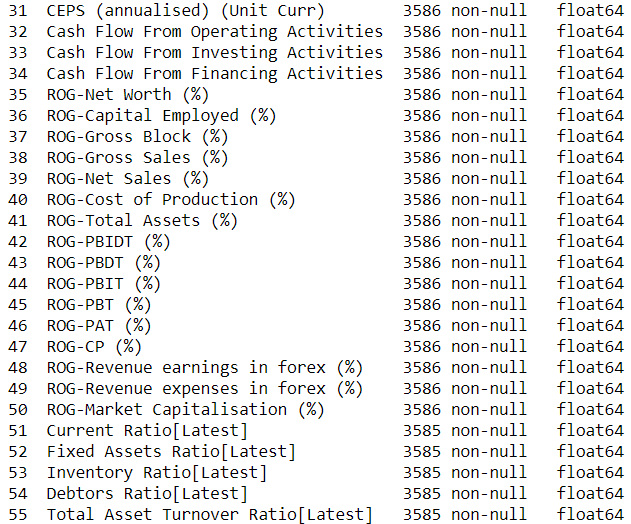 31 CEPS (annualised) (Unit Curr) 3586 non-null float64
32 Cash Flow From Operating Activities 3586 non-null float64
33 Cash Flow From Investing Activities 3586 non-null float64
34 Cash Flow From Financing Activities 3586 non-null float64
35 ROG-Net Worth (%) 3586 non-null float64
36 ROG-Capital Employed (%) 3586 non-null float64
37 ROG-Gross Block (%) 3586 non-null float64
38 ROG-Gross Sales (%) 3586 non-null float64
39 ROG-Net Sales (%) 3586 non-null float64
40 ROG-Cost of Production (%) 3586 non-null float64
41 ROG-Total Assets (%) 3586 non-null float64
42 ROG-PBIDT (%) 3586 non-null float64
43 ROG-PBDT (%) 3586 non-null float64
44 ROG-PBIT (%) 3586 non-null float64
45 ROG-PBT (%) 3586 non-null float64
46 ROG-PAT (%) 3586 non-null float64
47 ROG-CP (%) 3586 non-null float64
48 ROG-Revenue earnings in forex (%) 3586 non-null float64
49 ROG-Revenue expenses in forex (%) 3586 non-null float64
50 ROG-Market Capitalisation (%) 3586 non-null float64
51 Current Ratio[Latest] 3585 non-null float64
52 Fixed Assets Ratio[Latest] 3585 non-null float64
53 Inventory Ratio[Latest] 3585 non-null float64
54 Debtors Ratio[Latest] 3585 non-null float64
55 Total Asset Turnover Ratio[Latest] 3585 non-null float64